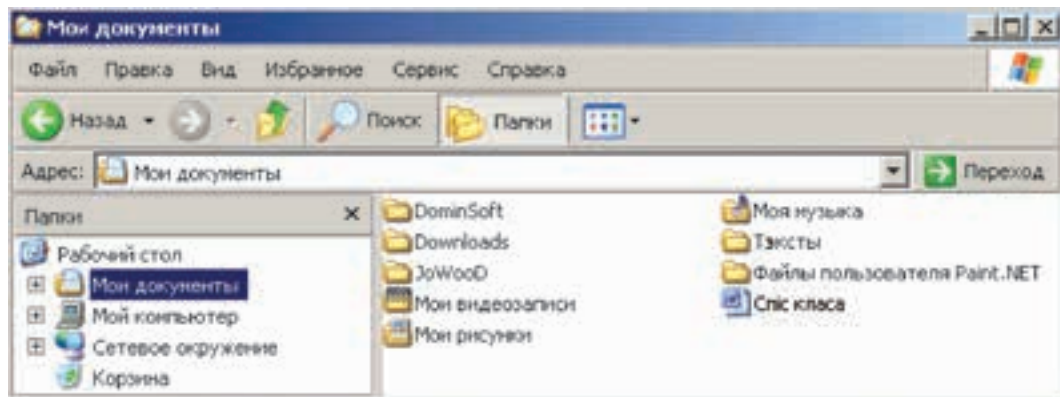 Мои документы
Файл Правка Вид Избранное Сервис Справка
Назад Поиск Папки
Адрес: Мои документы Переход
Папки
Рабочий стол
Мои документы
Мой компьютер
Сетевое окружение
Корзина
DominSoft
Downloads
JoWooD
Мои видеозаписи
Мои рисунки
Моя музыка
Тэксты
Файлы пользователя Paint.NET
Спіс класа